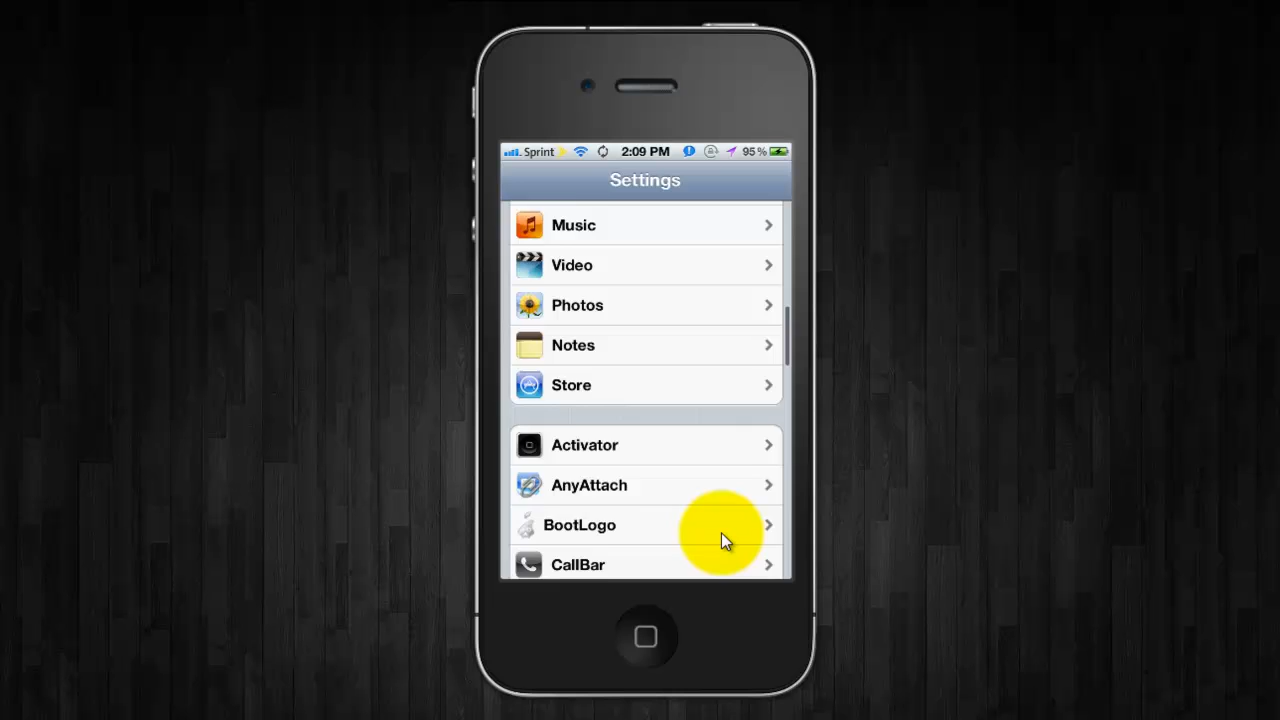 Sprint 2:09 PM 95%
Settings
Music
Video
Photos
Notes
Store
Activator
AnyAttach
BootLogo
CallBar